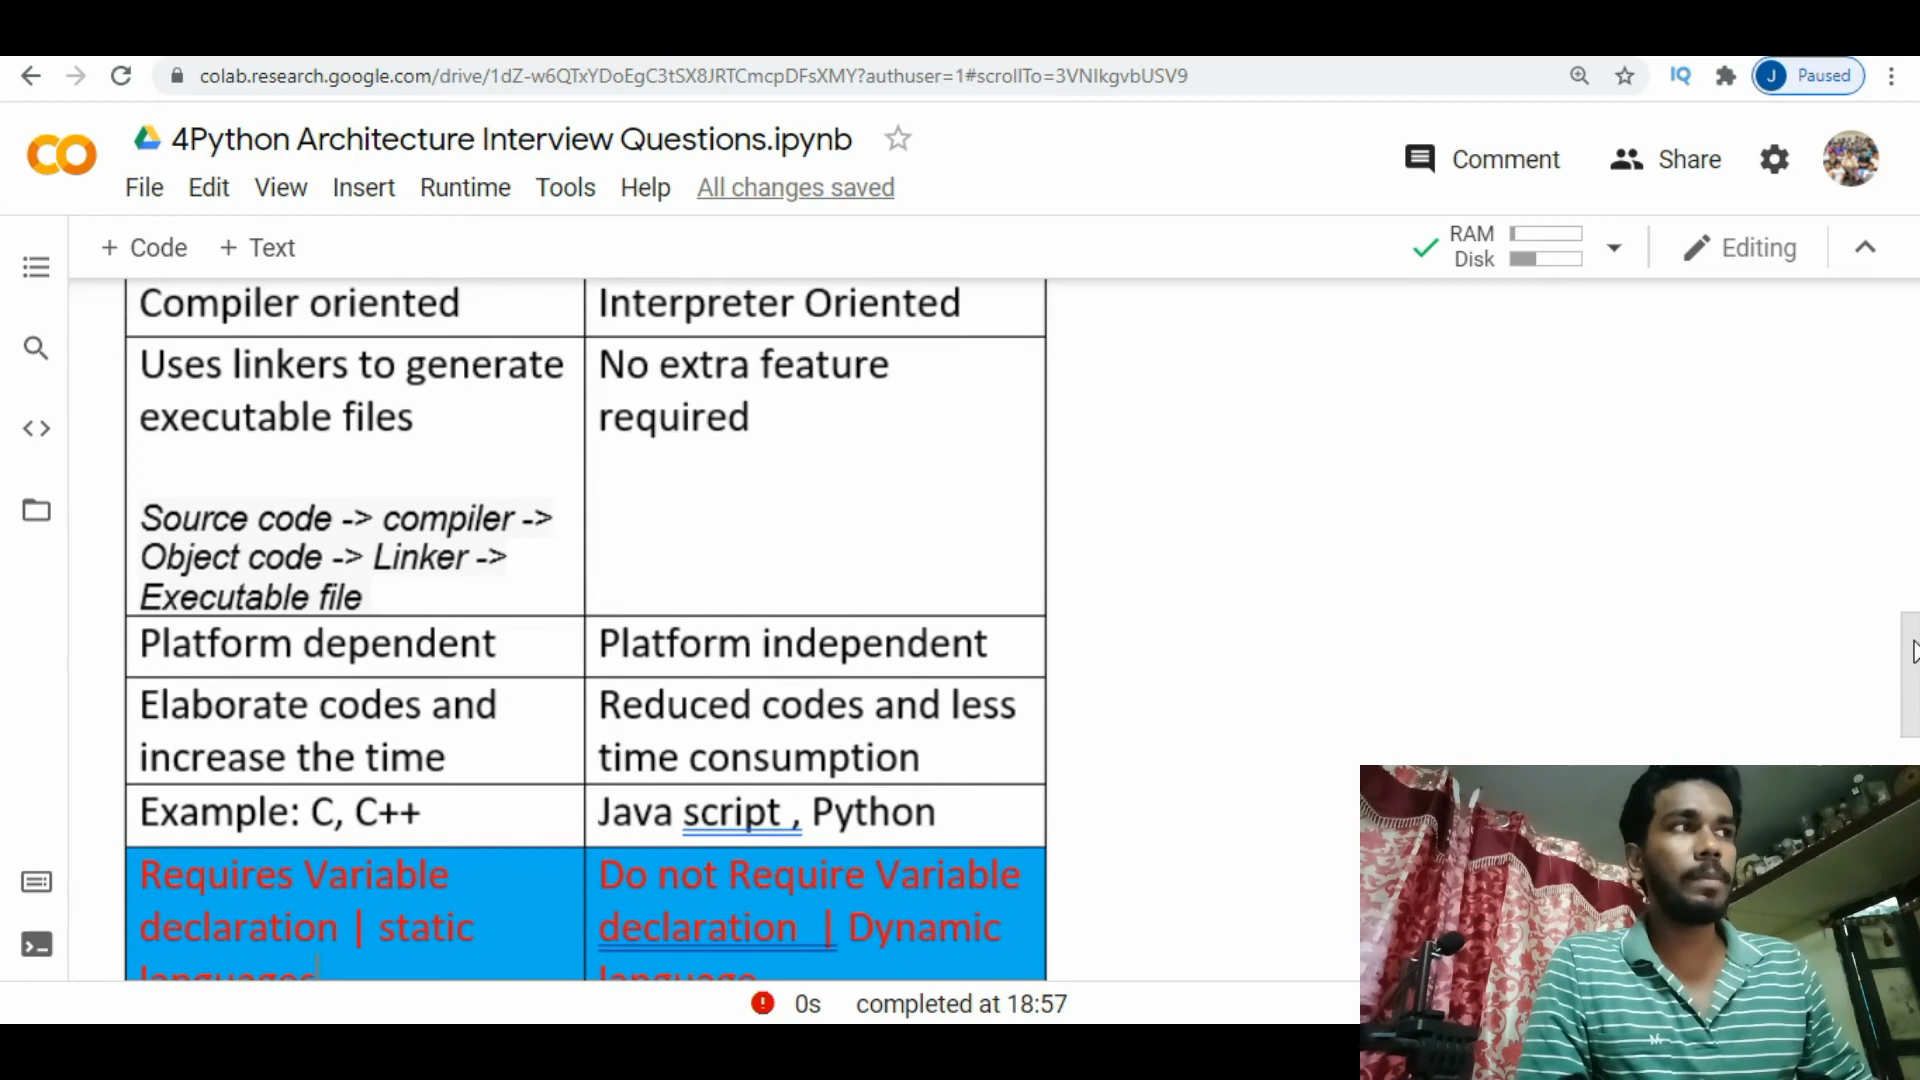 colab.research.google.com/drive/1dZ-w6QTxYDoEgC3tSX8JRTCmcpDFsXMY?authuser=1#scrollTo=3VNIkgvbUSV9
IQ
J Paused
CO
4Python Architecture Interview Questions.ipynb
Comment
Share
File Edit View Insert Runtime Tools Help All changes saved
+ Code + Text
RAM
Disk
Editing
Compiler oriented
Interpreter Oriented
Uses linkers to generate
executable files
No extra feature
required
Source code -> compiler ->
Object code -> Linker ->
Executable file
Platform dependent
Platform independent
Elaborate codes and
increase the time
Reduced codes and less
time consumption
Example: C, C++
Java script , Python
Requires Variable
declaration | static
languages
Do not Require Variable
declaration | Dynamic
language
0s completed at 18:57